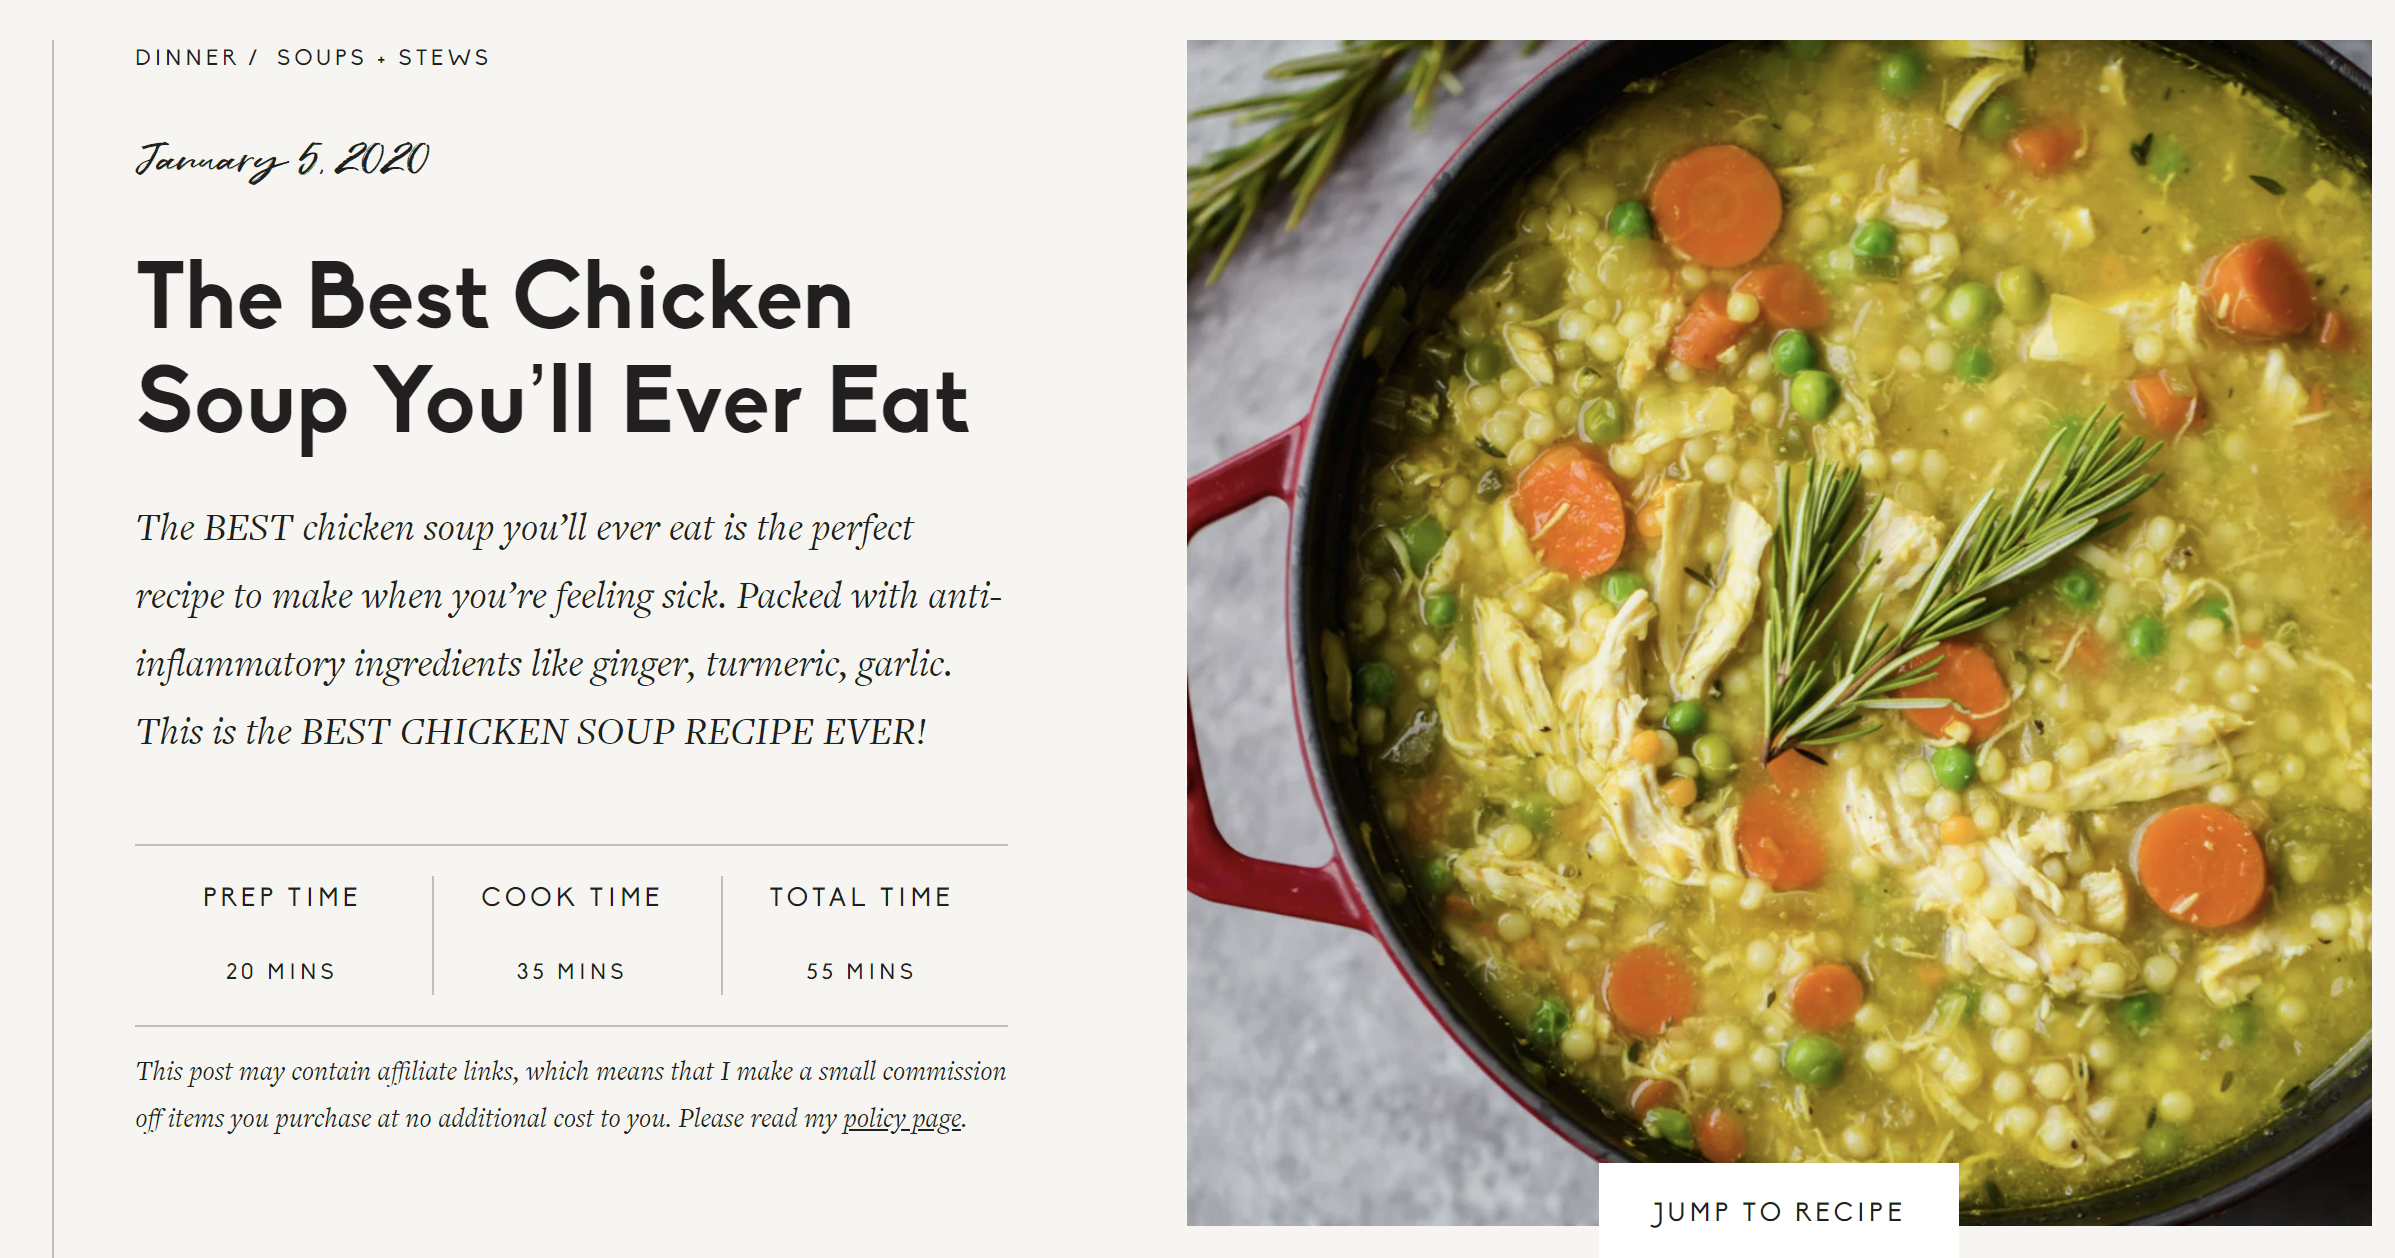 DINNER / SOUPS + STEWS
January 5, 2020
The Best Chicken
Soup You’ll Ever Eat
The BEST chicken soup you’ll ever eat is the perfect
recipe to make when you’re feeling sick. Packed with anti-
inflammatory ingredients like ginger, turmeric, garlic.
This is the BEST CHICKEN SOUP RECIPE EVER!
PREP TIME COOK TIME TOTAL TIME
20 MINS 35 MINS 55 MINS
This post may contain affiliate links, which means that I make a small commission
off items you purchase at no additional cost to you. Please read my policy page.
JUMP TO RECIPE